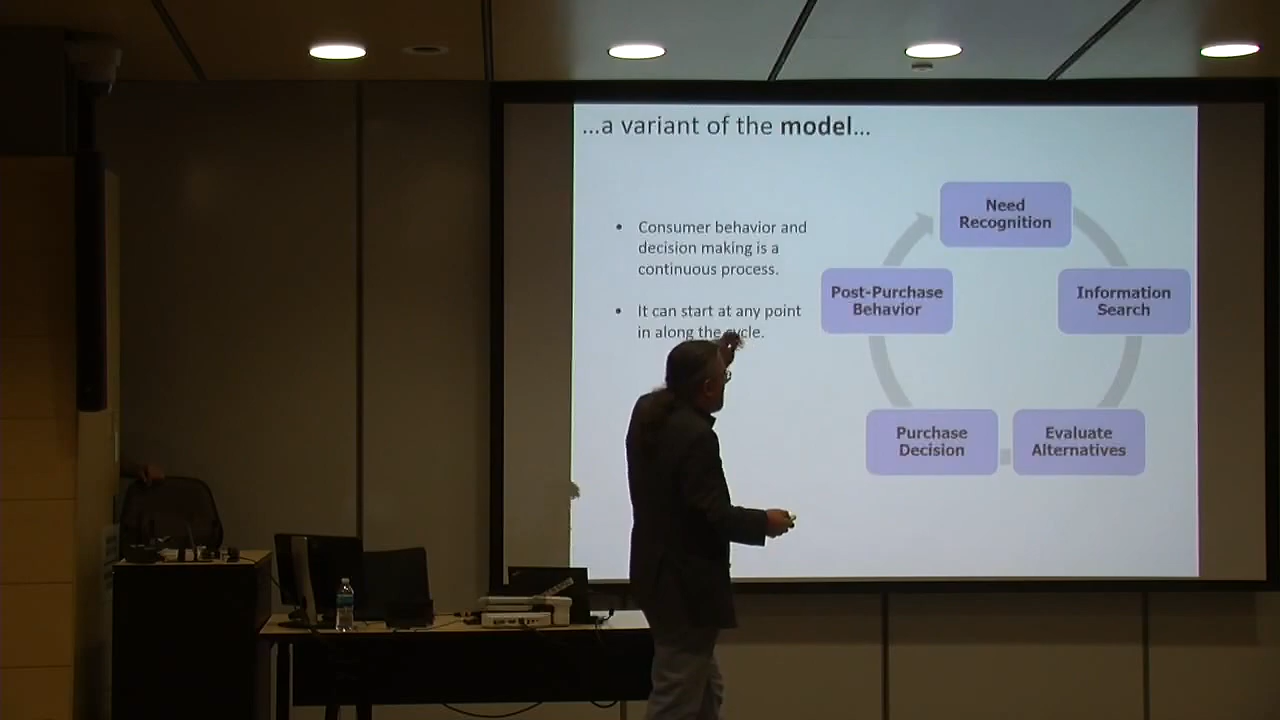 ...a variant of the model...
Consumer behavior and
decision making is a
continuous process.
It can start at any point
in along the cycle.
Need
Recognition
Information
Search
Evaluate
Alternatives
Purchase
Decision
Post-Purchase
Behavior